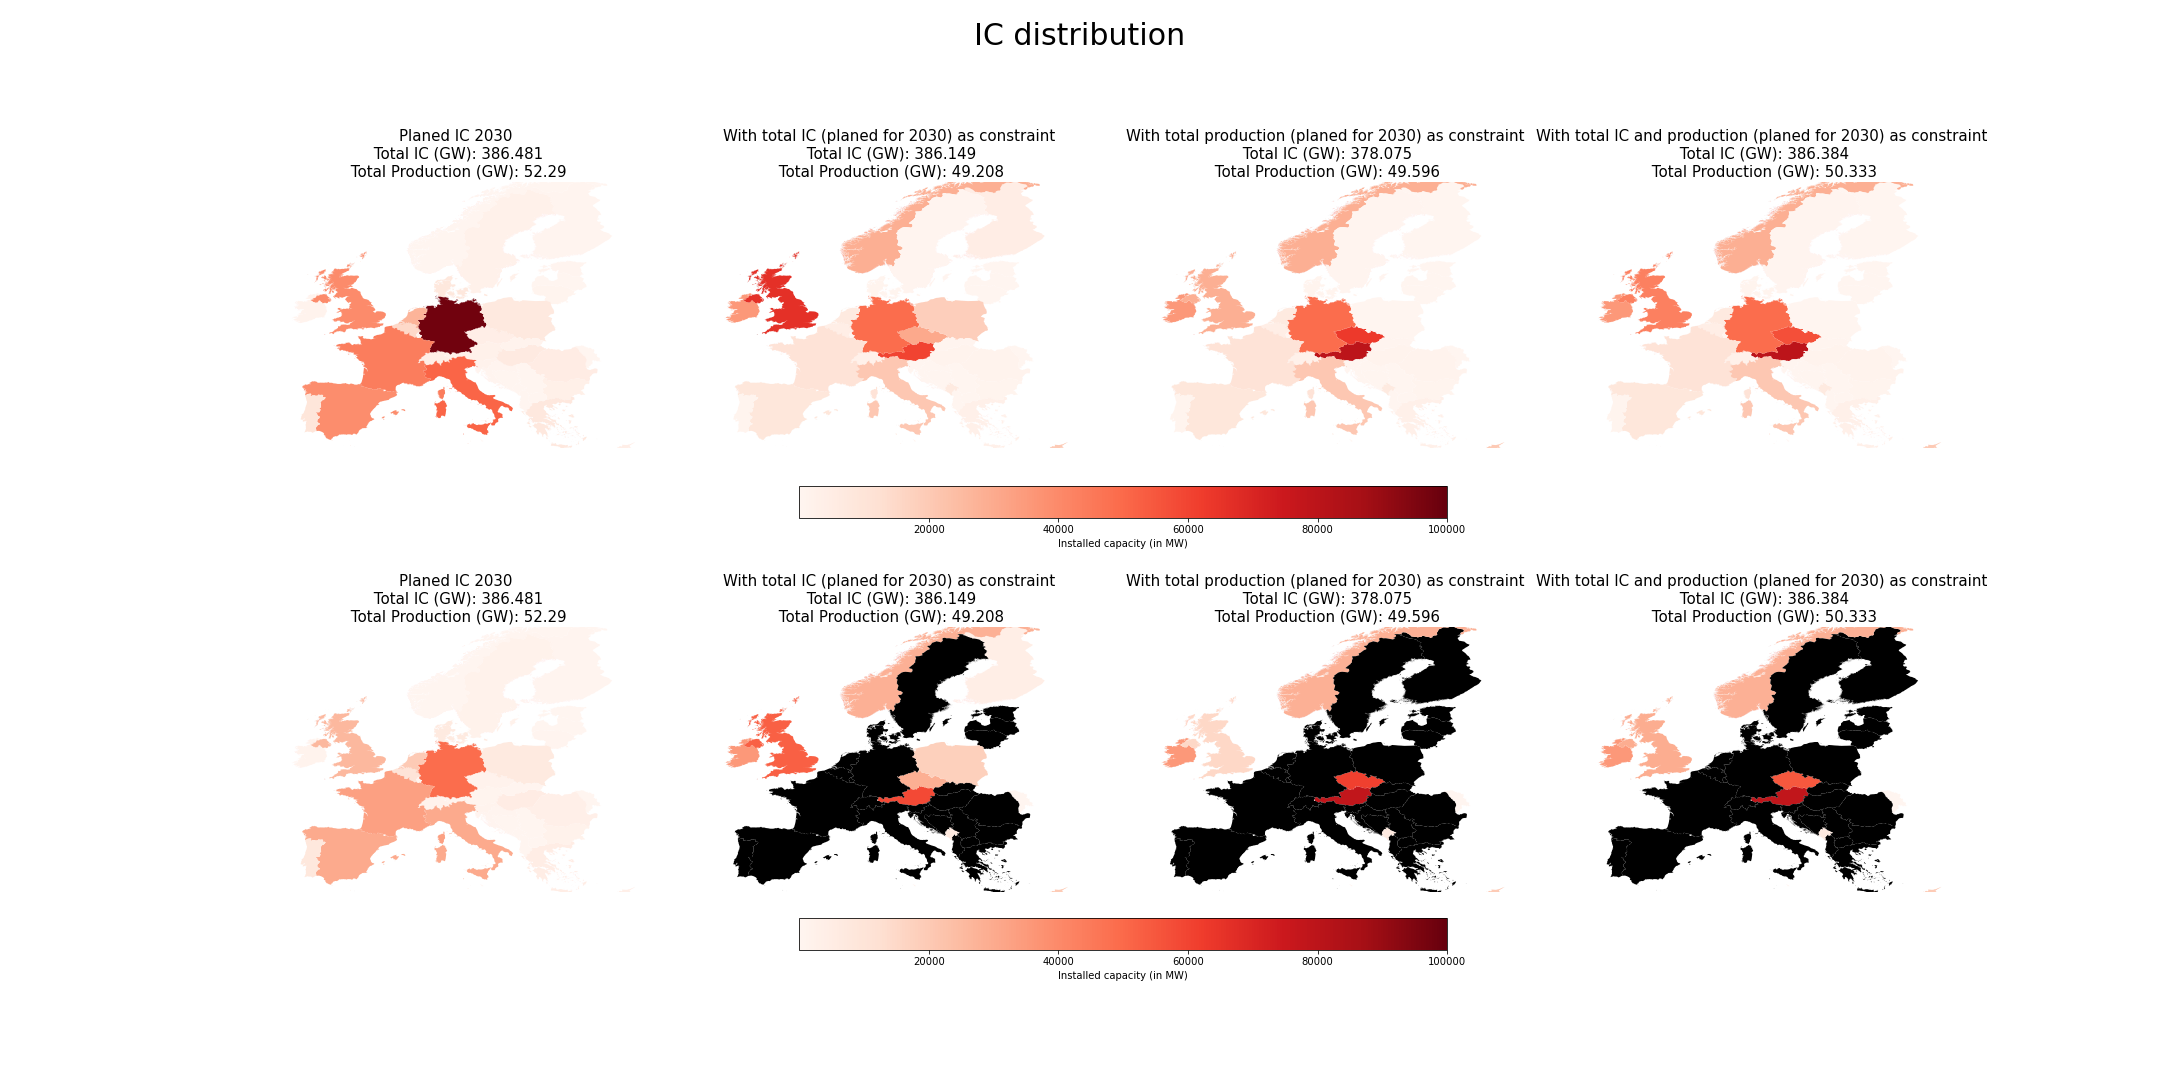 IC distribution
Planed IC 2030
Total IC (GW): 386.481
Total Production (GW): 52.29
With total IC (planed for 2030) as constraint
Total IC (GW): 386.149
Total Production (GW): 49.208
With total production (planed for 2030) as constraint
Total IC (GW): 378.075
Total Production (GW): 49.596
With total IC and production (planed for 2030) as constraint
Total IC (GW): 386.384
Total Production (GW): 50.333
20000 40000 60000 80000 100000
Installed capacity (in MW)
Planed IC 2030
Total IC (GW): 386.481
Total Production (GW): 52.29
With total IC (planed for 2030) as constraint
Total IC (GW): 386.149
Total Production (GW): 49.208
With total production (planed for 2030) as constraint
Total IC (GW): 378.075
Total Production (GW): 49.596
With total IC and production (planed for 2030) as constraint
Total IC (GW): 386.384
Total Production (GW): 50.333
20000 40000 60000 80000 100000
Installed capacity (in MW)